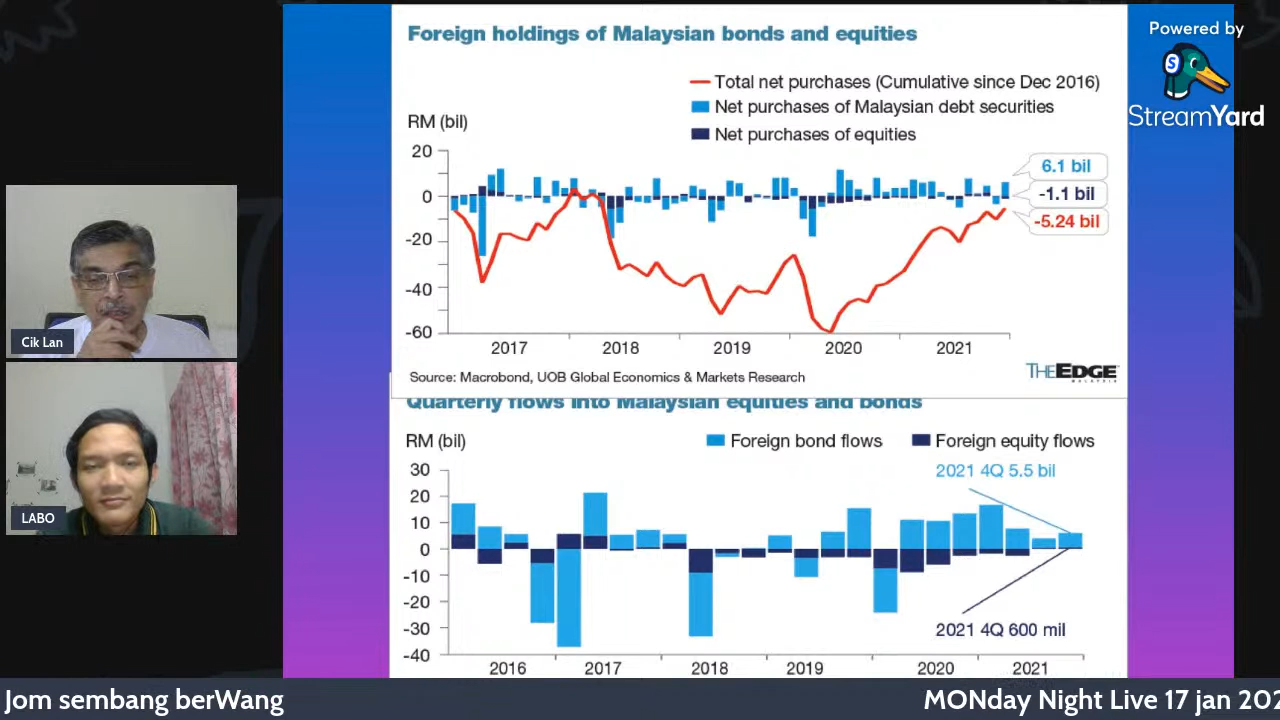 Foreign holdings of Malaysian bonds and equities
Total net purchases (Cumulative since Dec 2016)
Net purchases of Malaysian debt securities
Net purchases of equities
RM (bil)
20
0
-20
-40
-60
6.1 bil
-1.1 bil
-5.24 bil
2017 2018 2019 2020 2021
Source: Macrobond, UOB Global Economics & Markets Research
THE EDGE
MALAYSIA
Quarterly flows into Malaysian equities and bonds
RM (bil)
Foreign bond flows
Foreign equity flows
30
20
10
0
-10
-20
-30
-40
2021 4Q 5.5 bil
2021 4Q 600 mil
2016 2017 2018 2019 2020 2021
Powered by
S
StreamYard
Cik Lan
LABO
Jom sembang berWang
MONday Night Live 17 jan 202